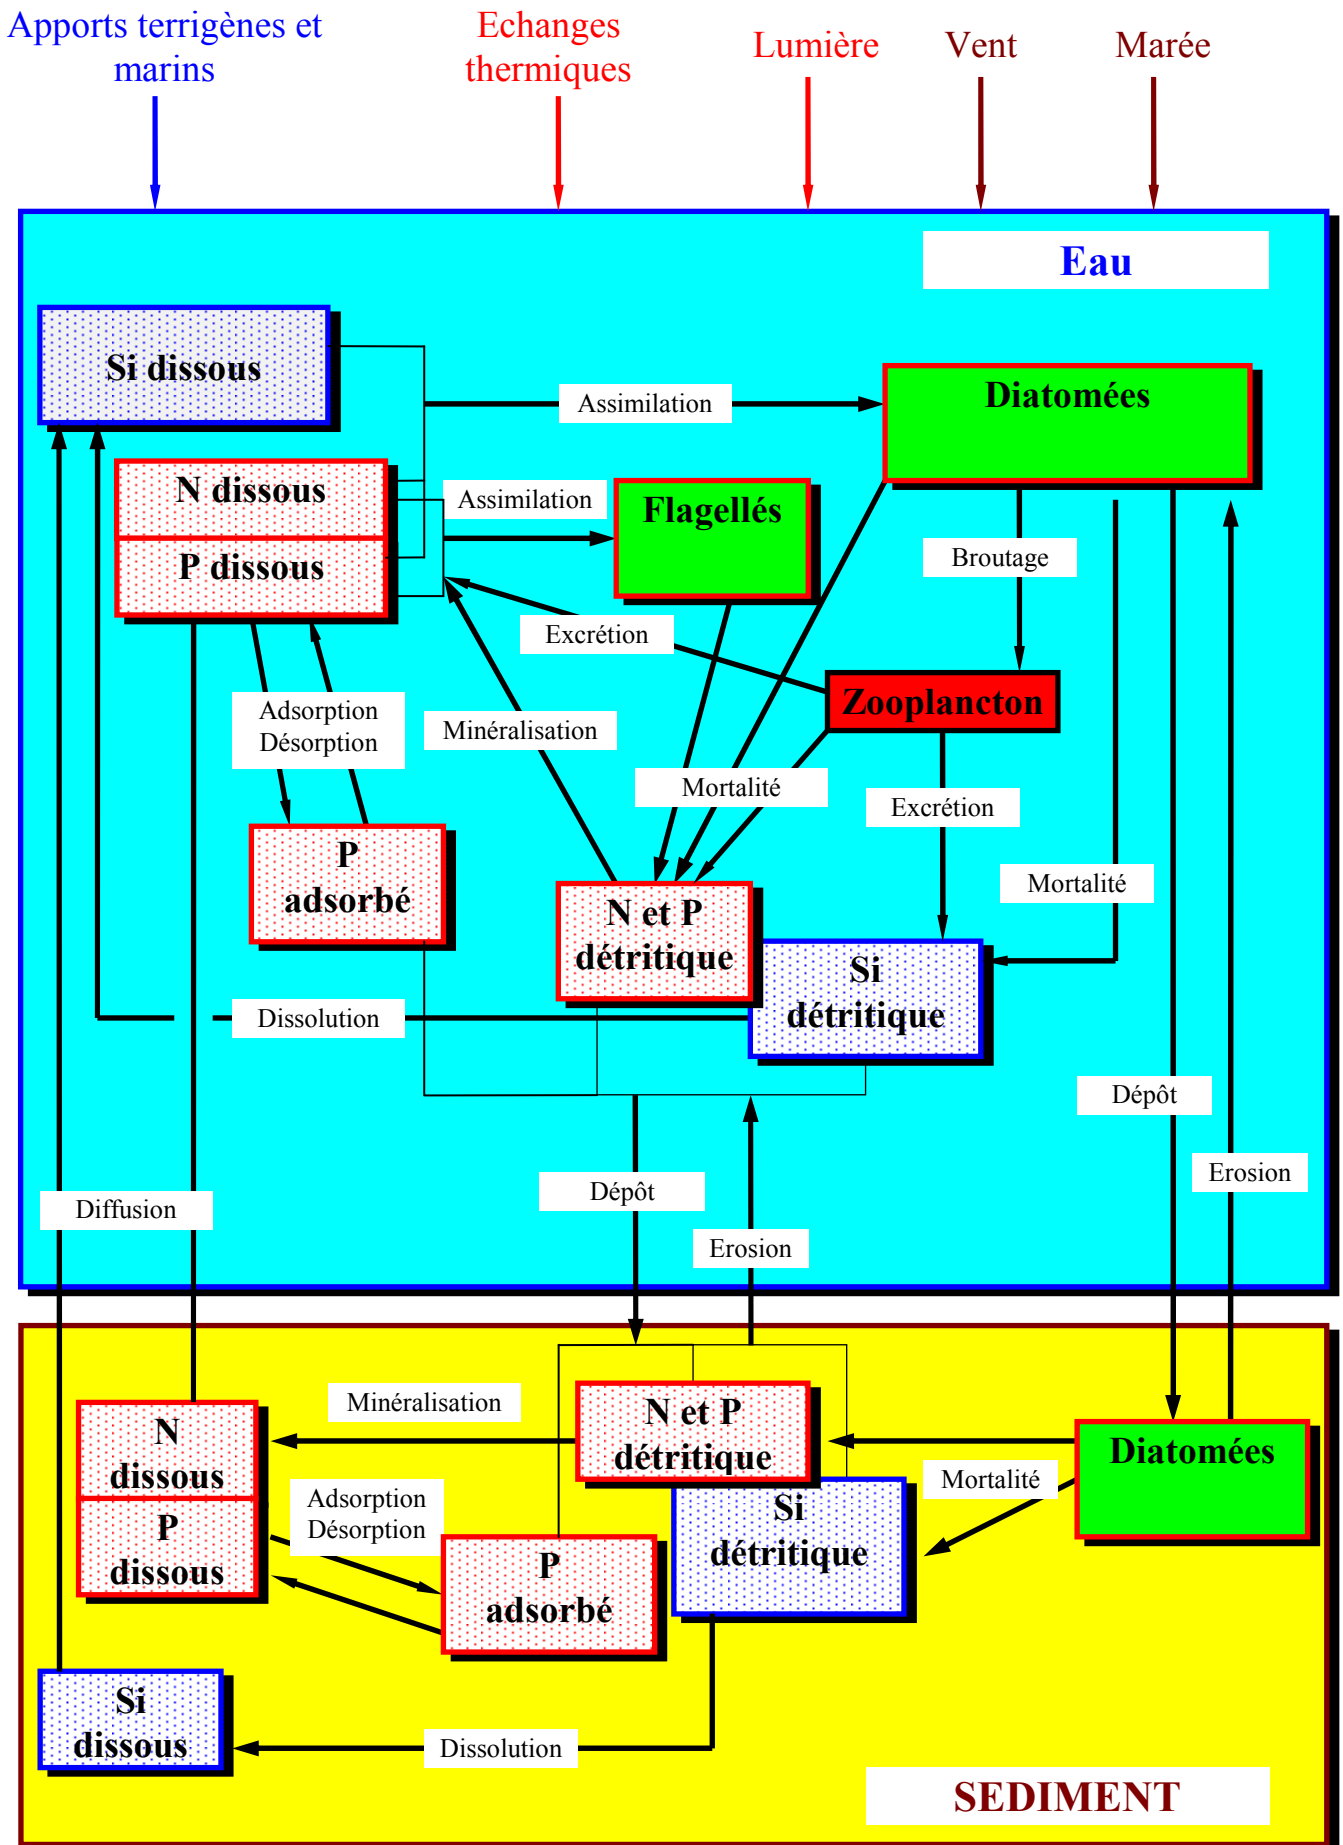 Apports terrigènes et
marins
Echanges
thermiques
Lumière
Vent
Marée
Eau
Si dissous
Assimilation
Diatomées
N dissous
Assimilation
Flagellés
P dissous
Broutage
Excrétion
Zooplancton
Adsorption
Désorption
Minéralisation
Mortalité
Excrétion
P
adsorbé
Mortalité
N et P
détritique
Si
détritique
Dissolution
Dépôt
Erosion
Dépôt
Diffusion
Erosion
Minéralisation
N et P
détritique
N
dissous
Diatomées
Mortalité
Adsorption
Désorption
Si
détritique
P
dissous
P
adsorbé
Si
dissous
Dissolution
SEDIMENT